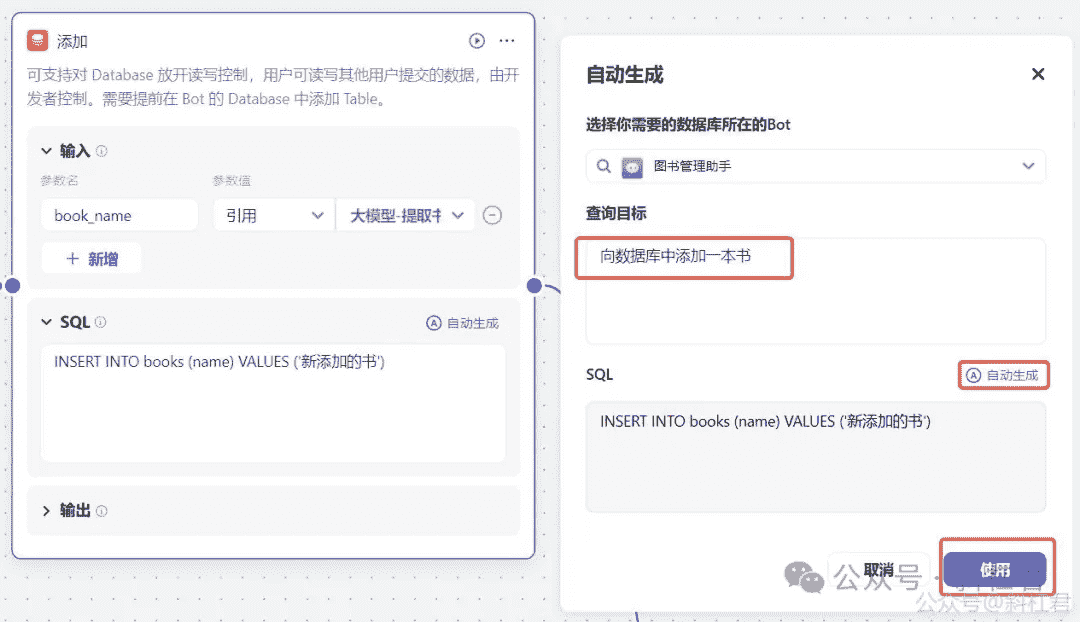 添加
可支持对 Database 放开读写控制，用户可读写其他用户提交的数据，由开
发者控制。需要提前在 Bot 的 Database 中添加 Table。
输入
参数名 参数值
book_name 引用 大模型-提取
新增
SQL 自动生成
INSERT INTO books (name) VALUES ('新添加的书')
输出
自动生成
选择你需要的数据库所在的Bot
图书管理助手
查询目标
向数据库中添加一本书
SQL
自动生成
INSERT INTO books (name) VALUES ('新添加的书')
取消
使用
公众号
公众号@斜杠君